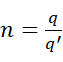 n = q/q′